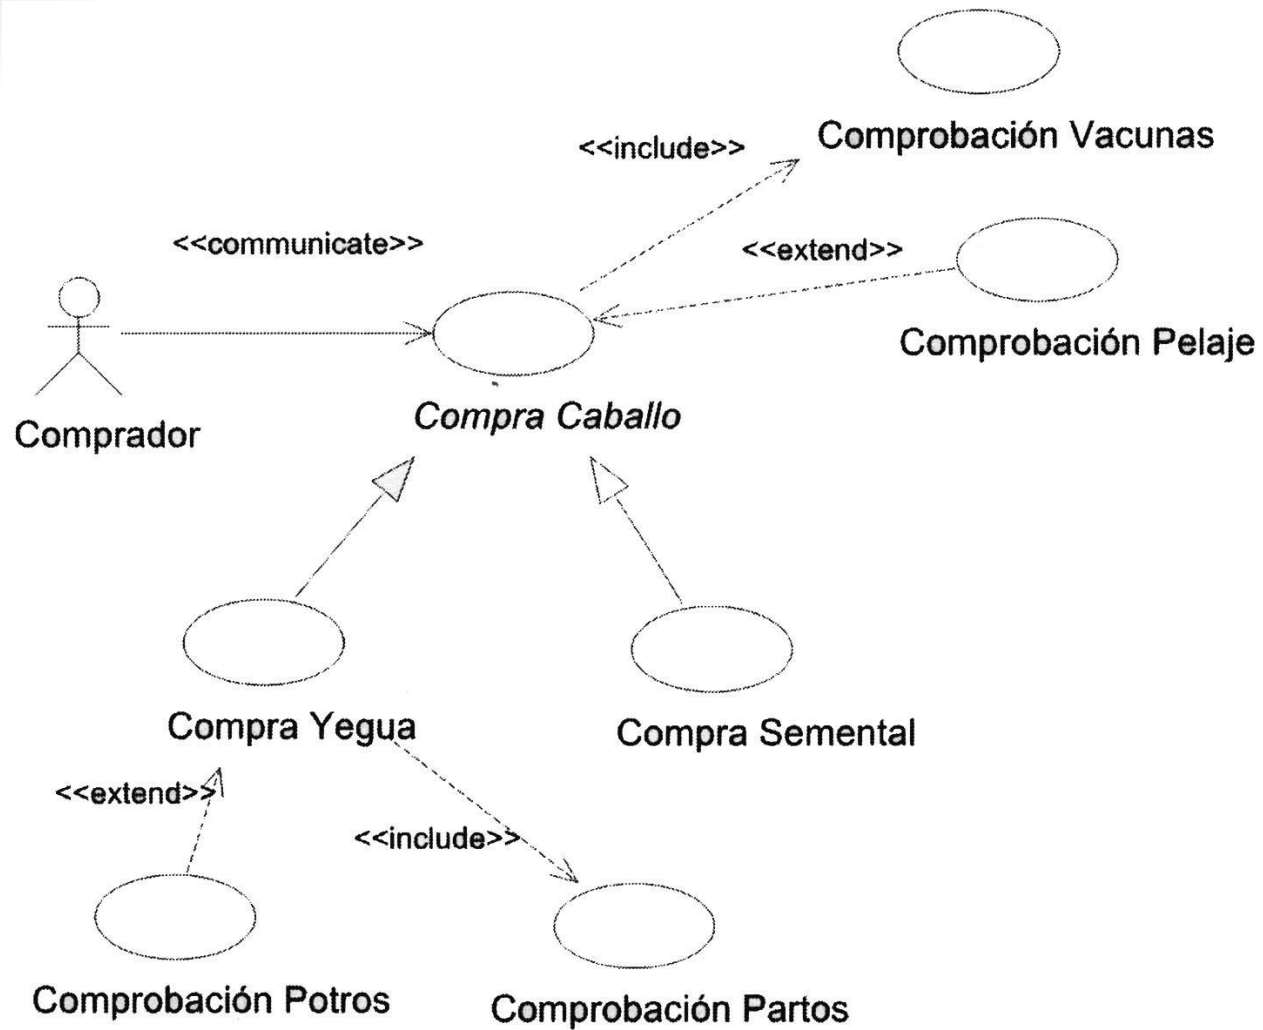 Comprobación Vacunas
<<include>>
<<communicate>>
<<extend>>
Comprobación Pelaje
Compra Caballo
Comprador
Compra Yegua
Compra Semental
<<extend>>
<<include>>
Comprobación Potros
Comprobación Partos